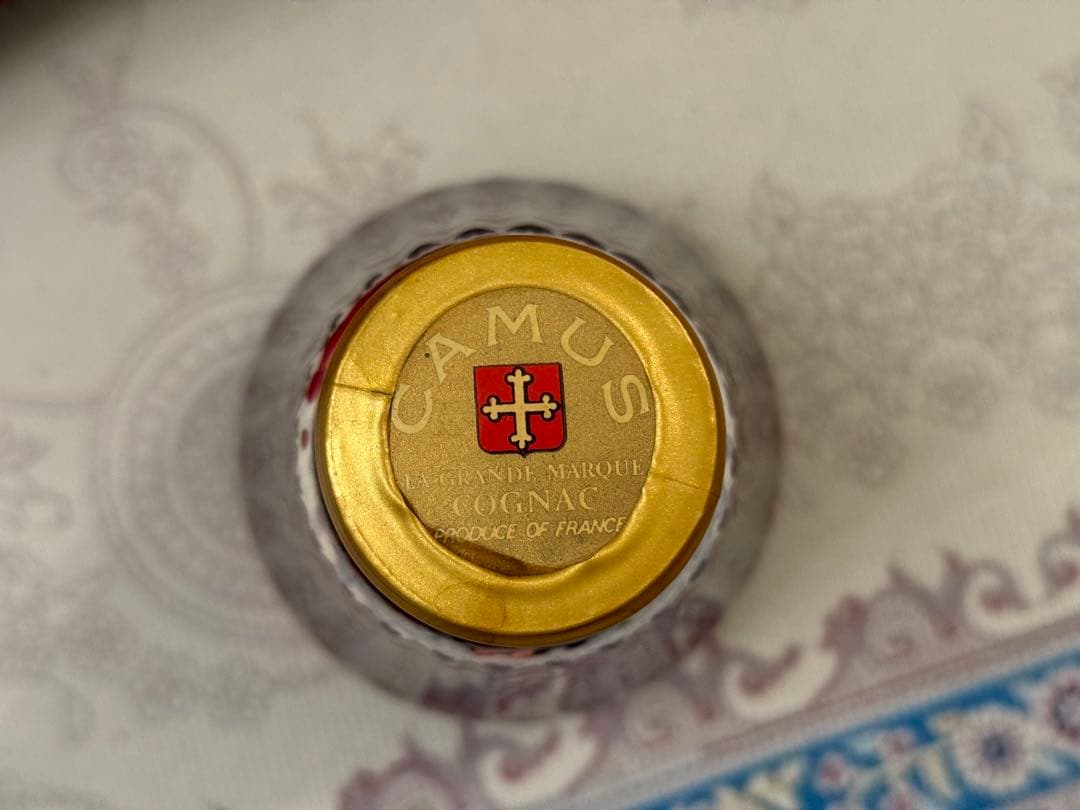 CAMUS
LA GRANDE MARQUE
COGNAC
PRODUCE OF FRANCE